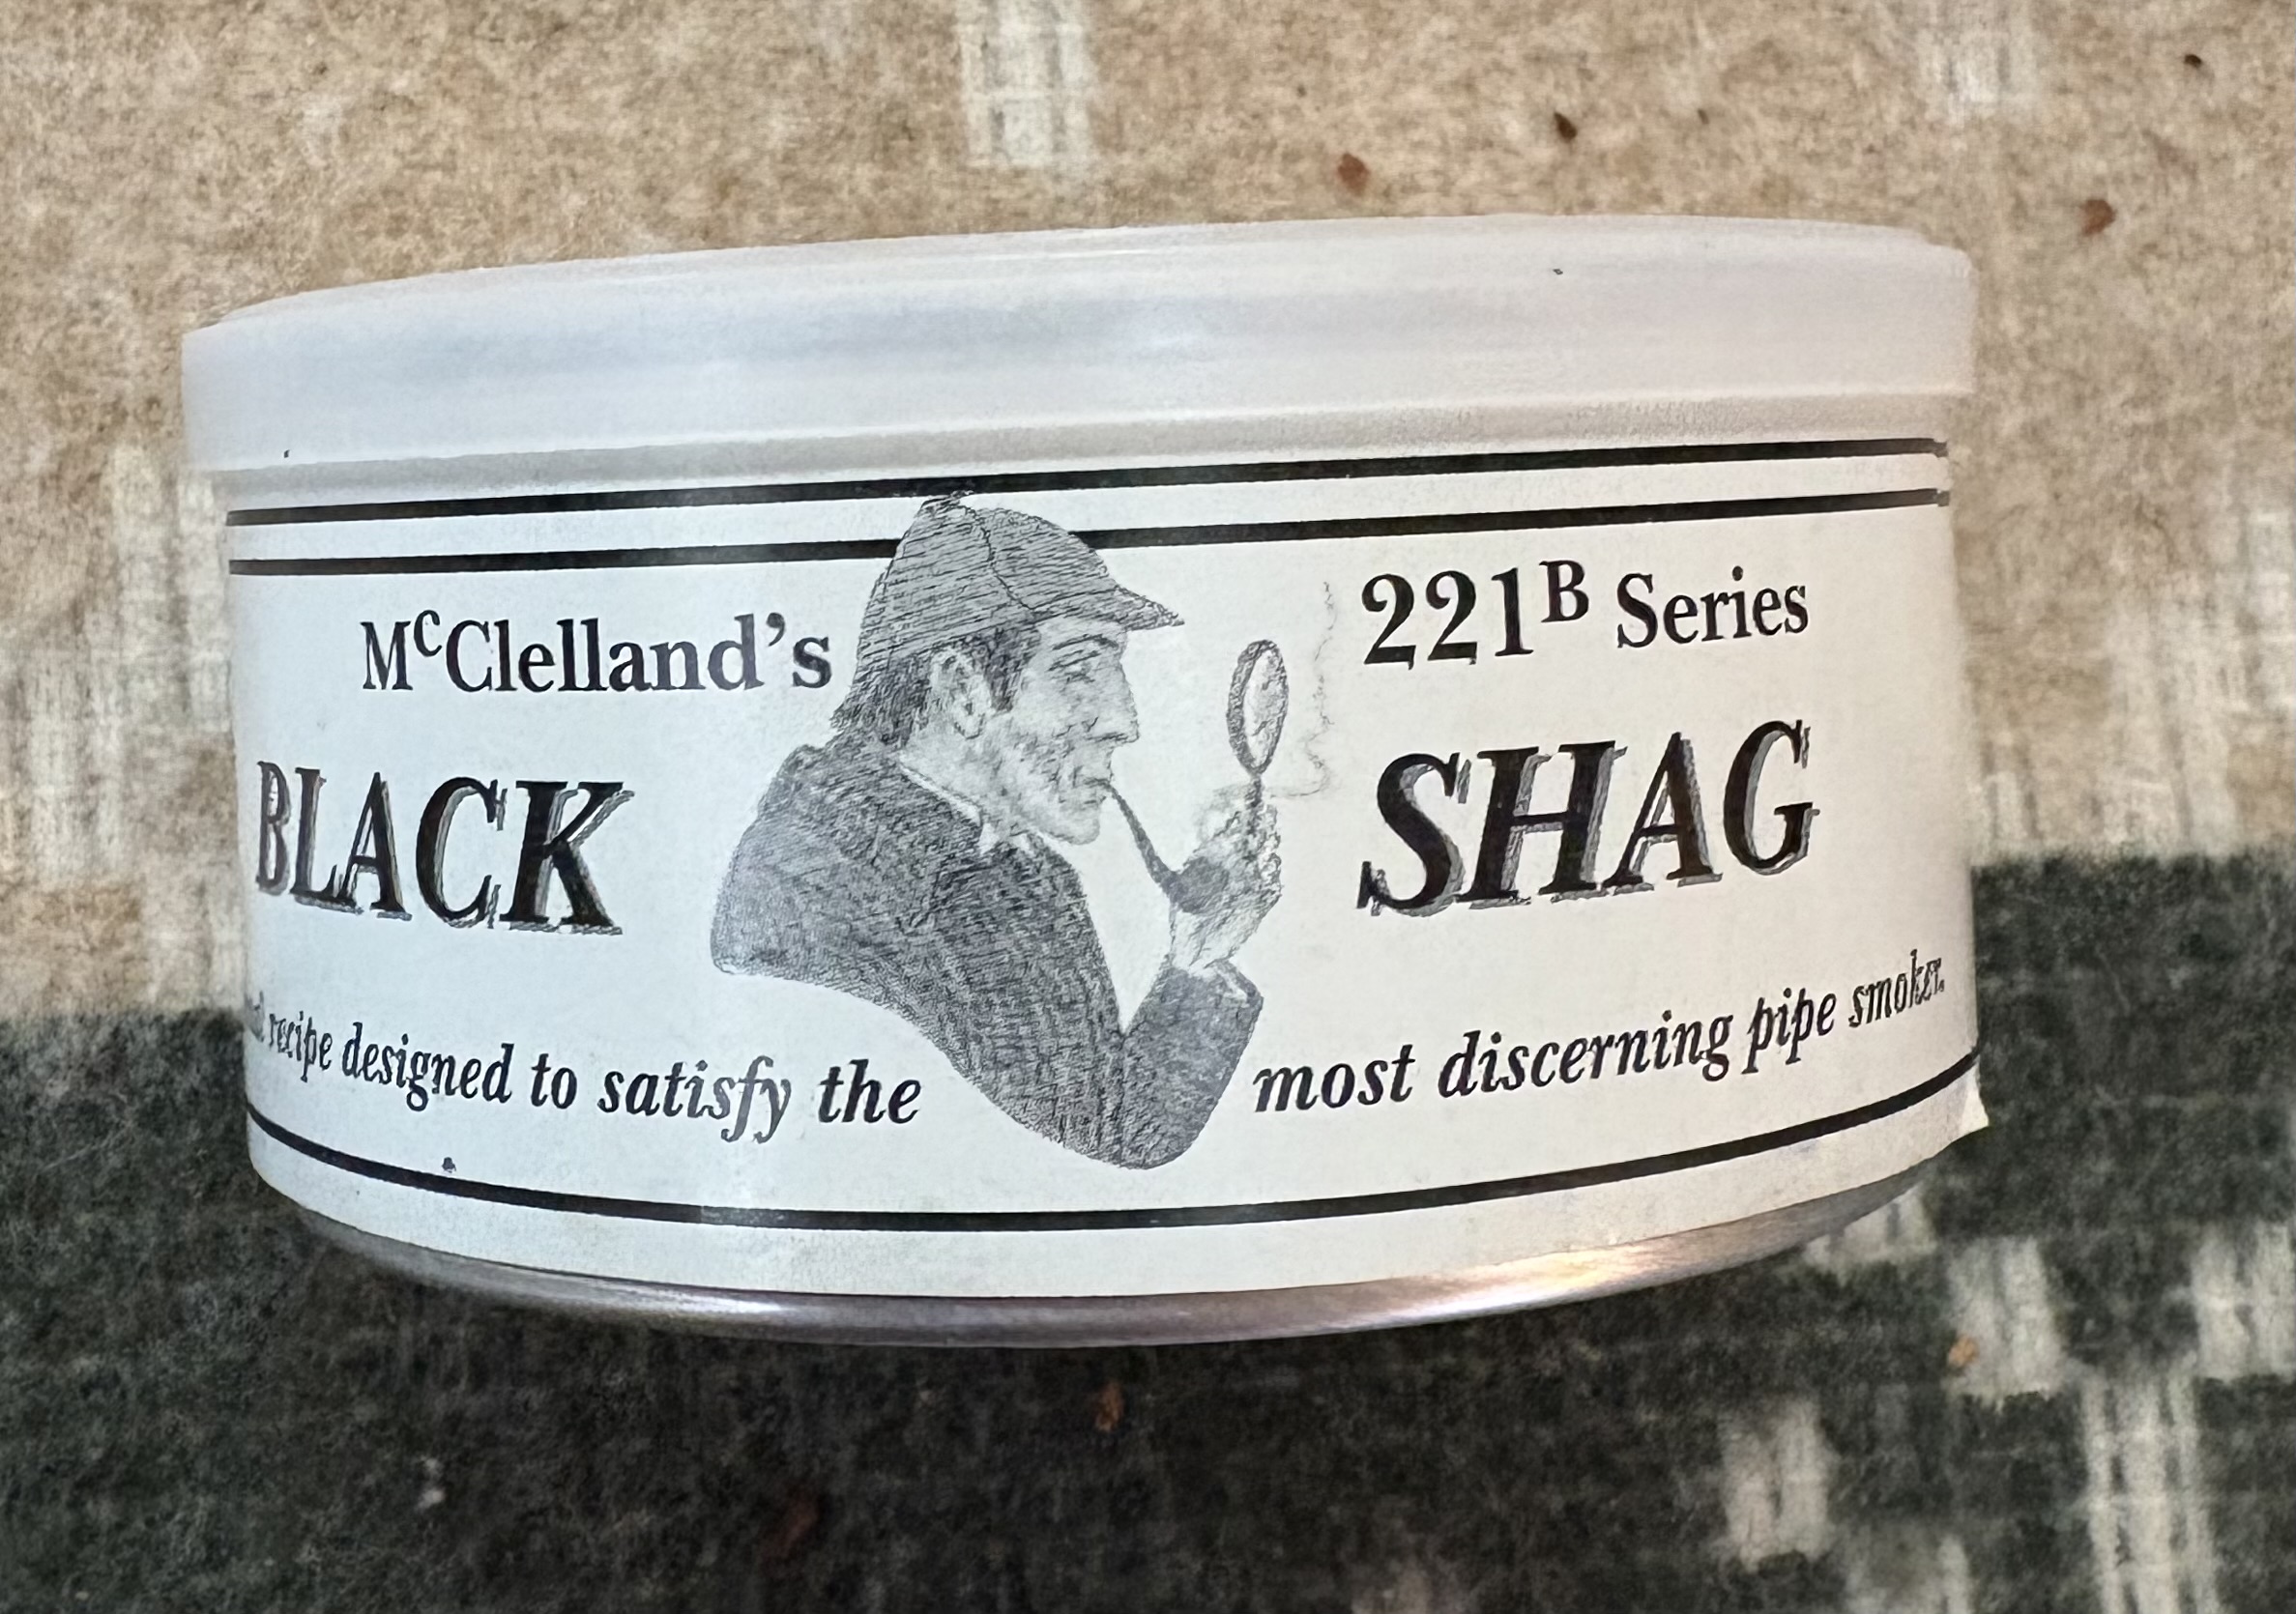 McClelland's
221B Series
BLACK SHAG
recipe designed to satisfy the most discerning pipe smoker.